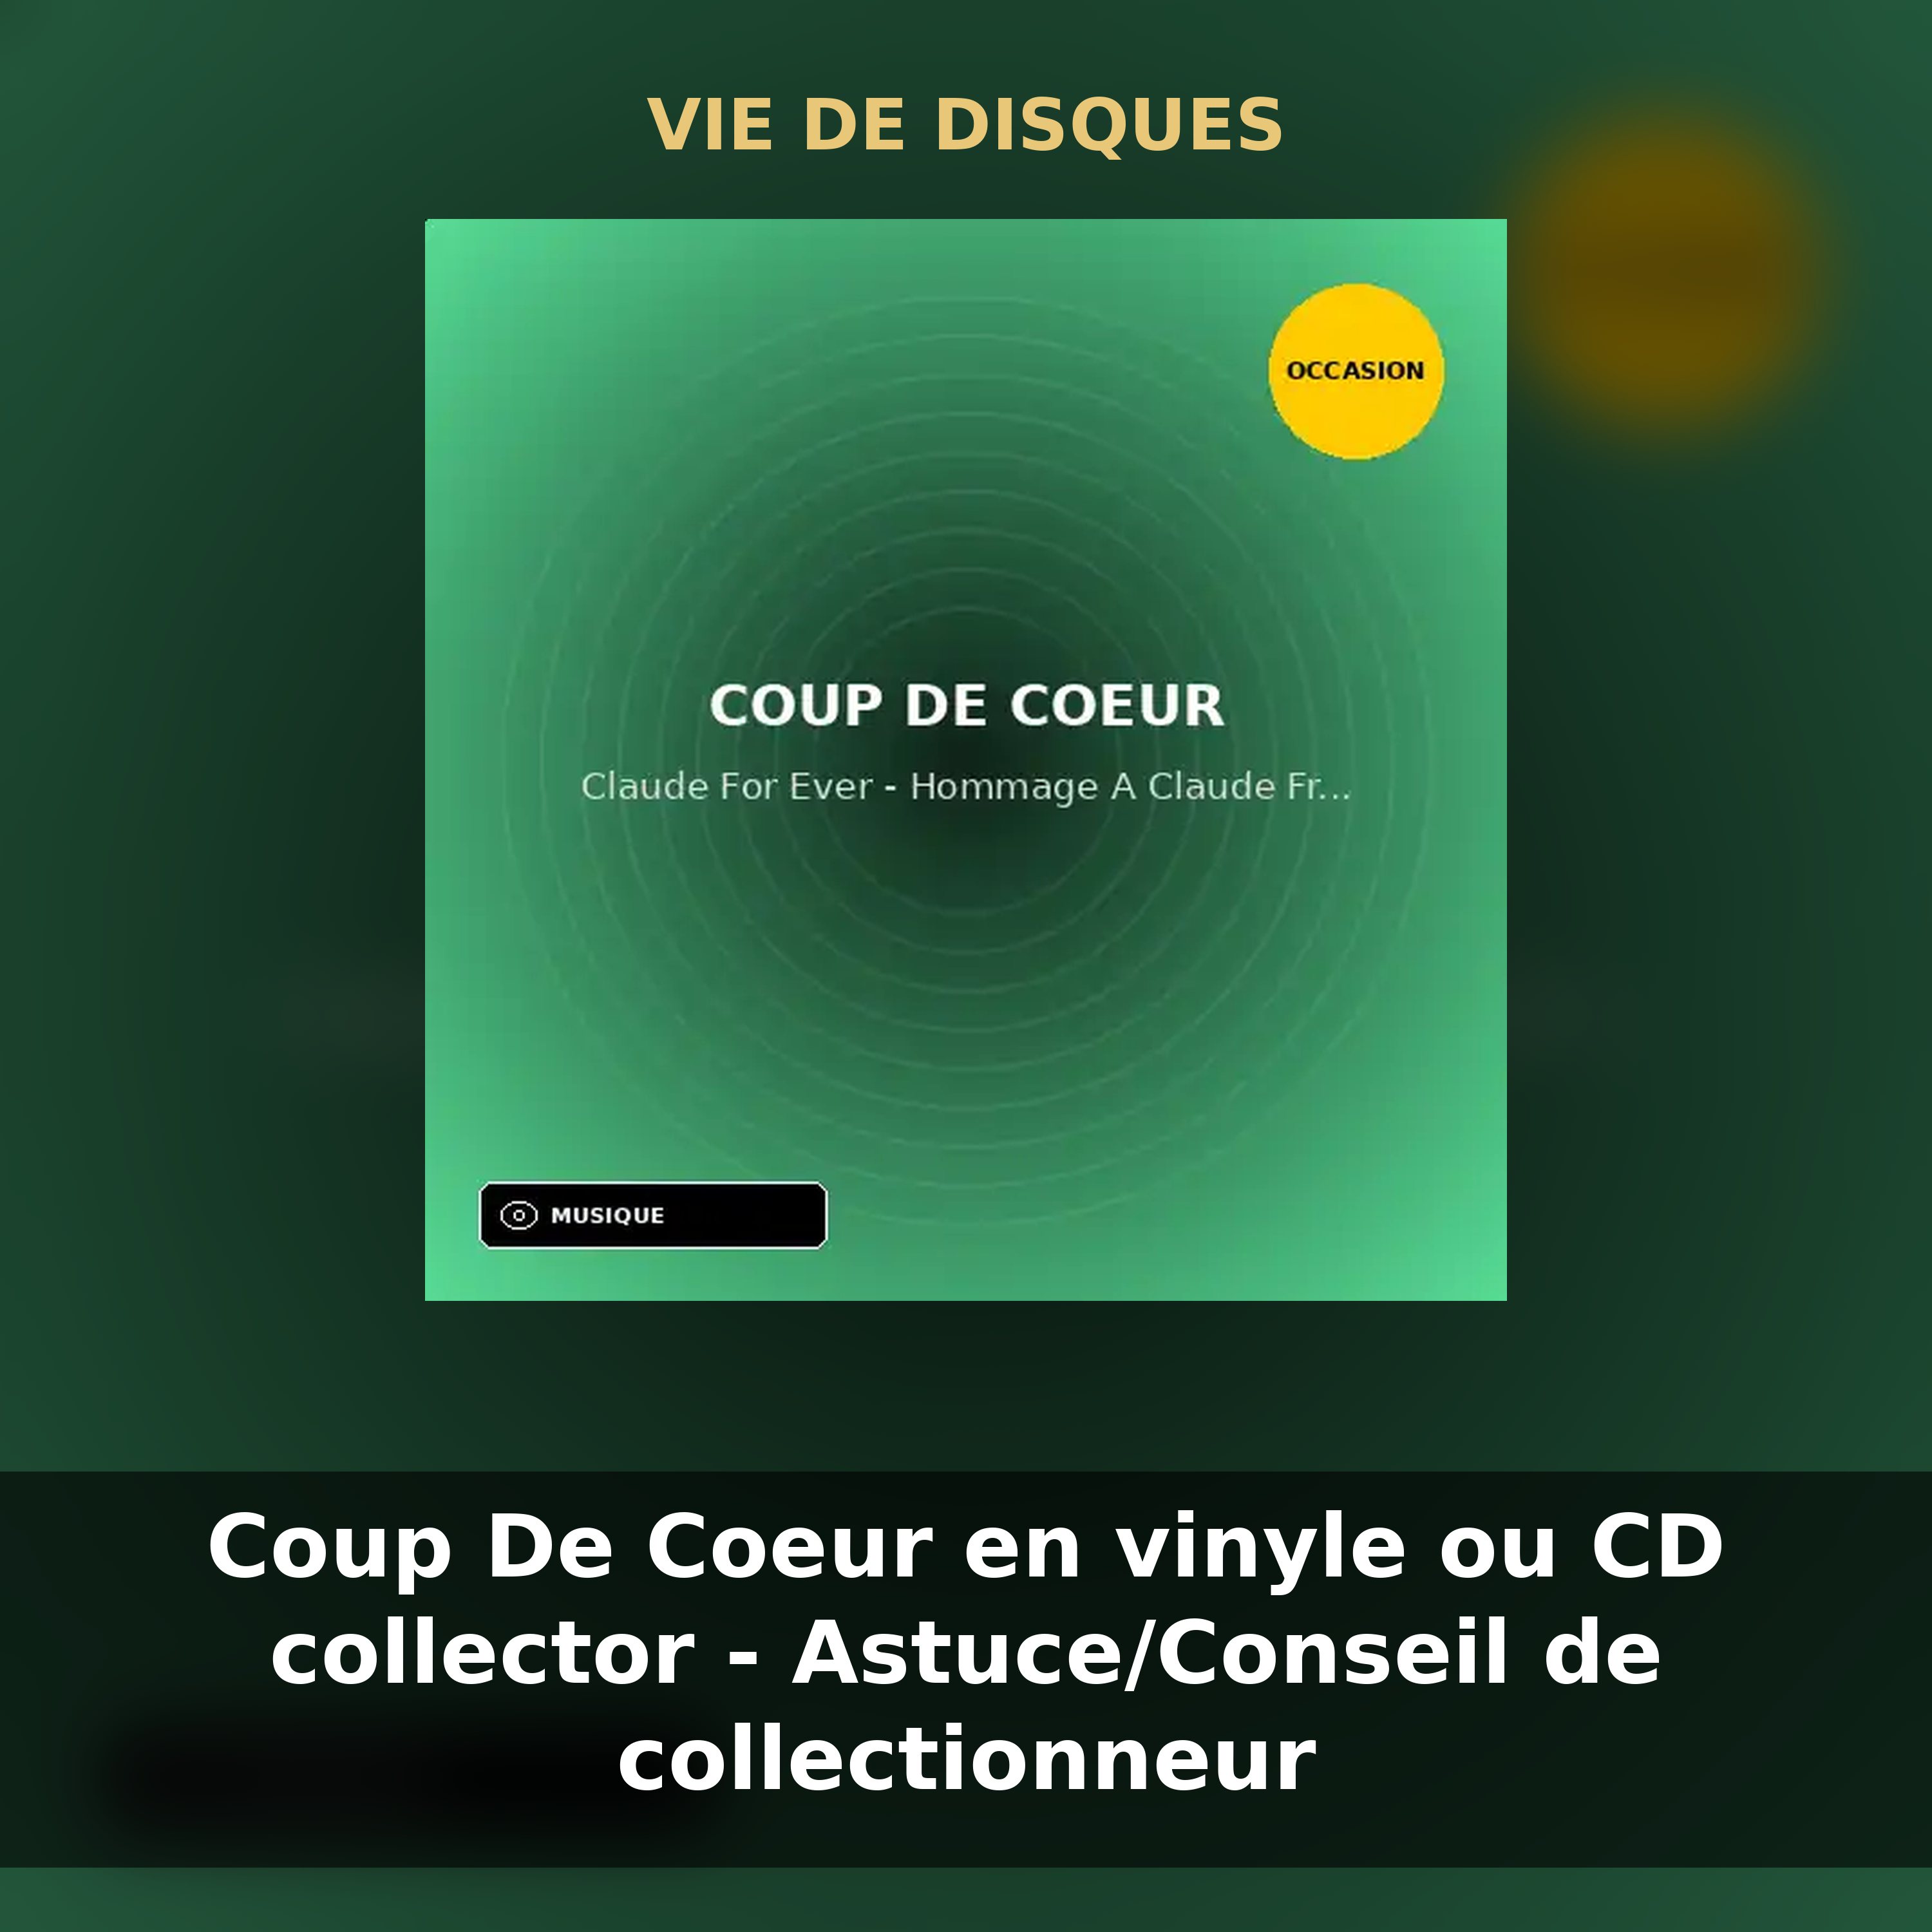 VIE DE DISQUES
OCCASION
COUP DE COEUR
Claude For Ever - Hommage A Claude Fr...
MUSIQUE
Coup De Coeur en vinyle ou CD
collector - Astuce/Conseil de
collectionneur